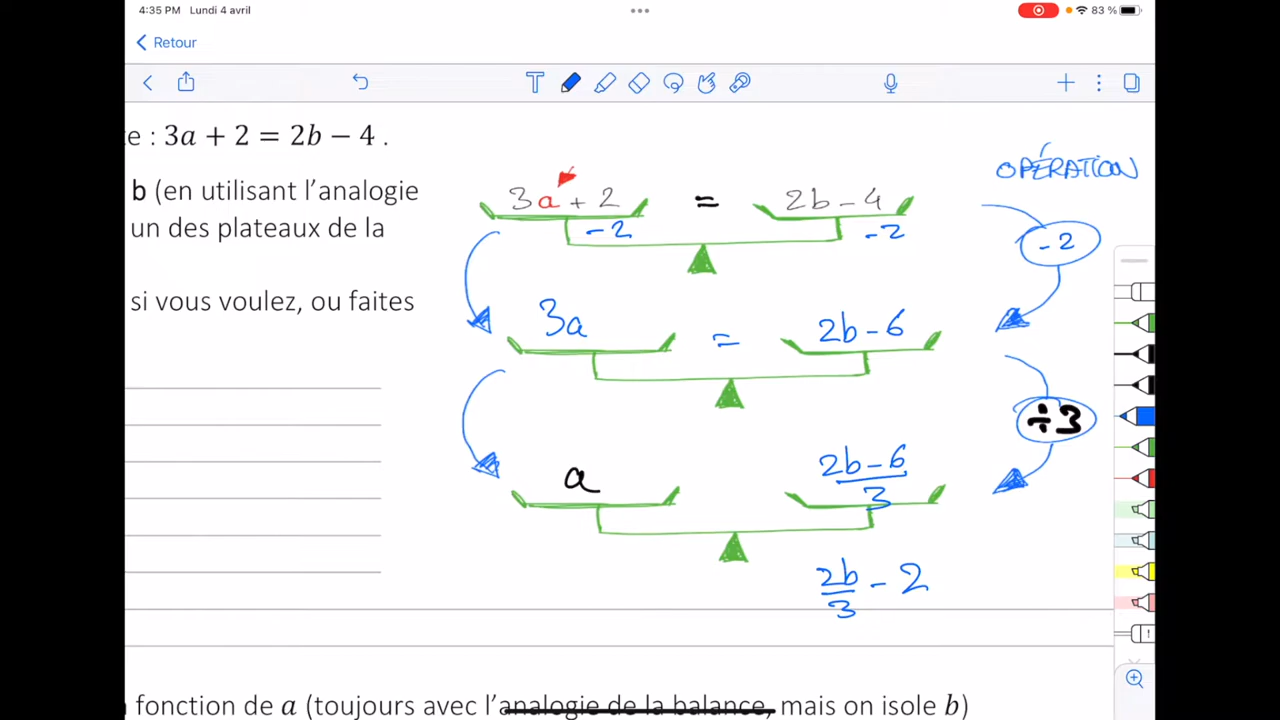 4:35 PM Lundi 4 avril
83 %
Retour
e : 3a + 2 = 2b − 4 .
b (en utilisant l’analogie
un des plateaux de la
si vous voulez, ou faites
OPÉRATION
3a + 2 = 2b - 4
-2 -2 -2
3a = 2b - 6
÷3
a 2b - 6
3
2b - 2
3
fonction de a (toujours avec l’analogie de la balance, mais on isole b)